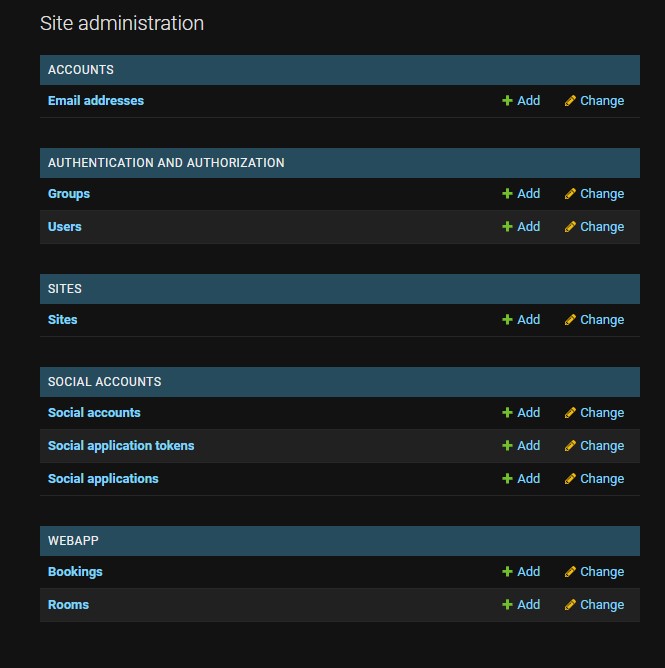 Site administration
ACCOUNTS
Email addresses Add Change
AUTHENTICATION AND AUTHORIZATION
Groups Add Change
Users Add Change
SITES
Sites Add Change
SOCIAL ACCOUNTS
Social accounts Add Change
Social application tokens Add Change
Social applications Add Change
WEBAPP
Bookings Add Change
Rooms Add Change